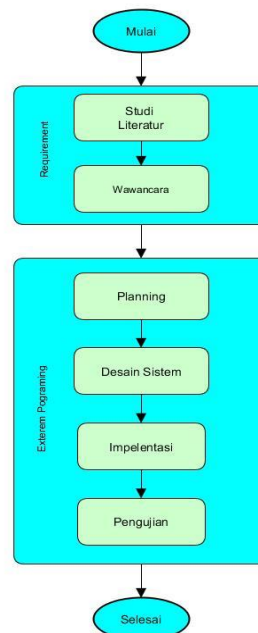 Mulai
Requirement
Studi
Literatur
Wawancara
Exterem Pograming
Planning
Desain Sistem
Impelentasi
Pengujian
Selesai